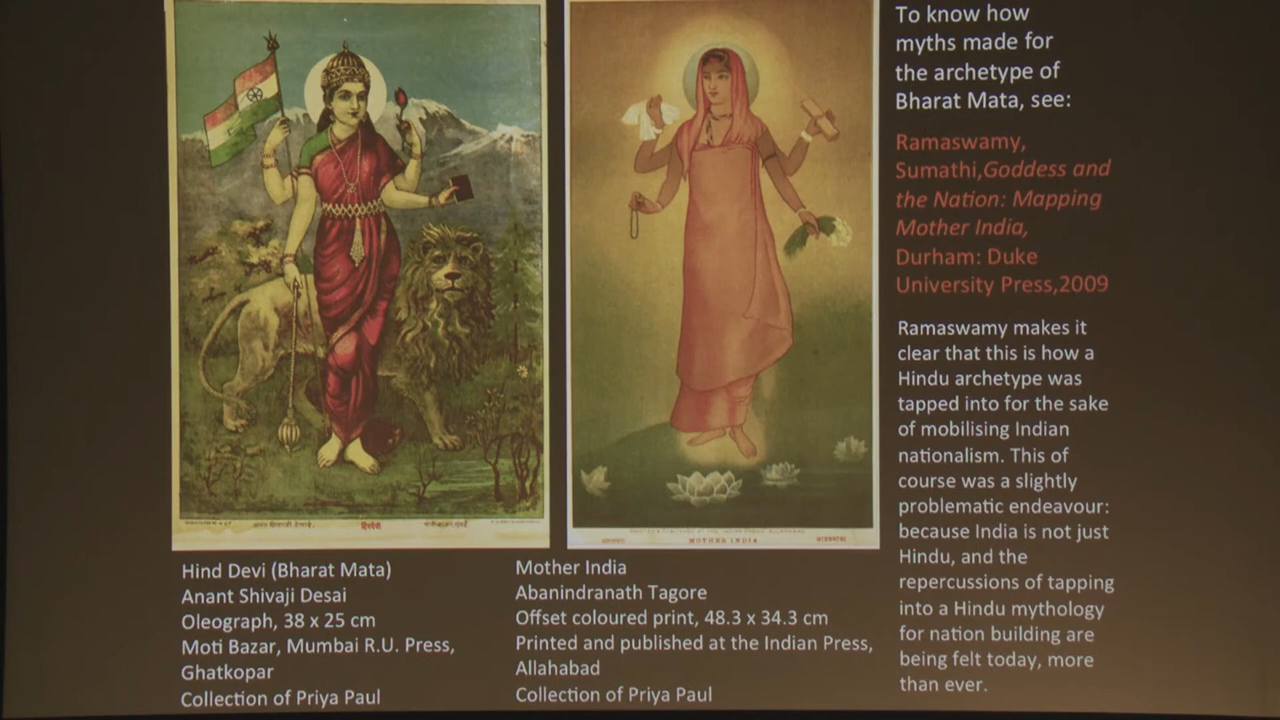 To know how
myths made for
the archetype of
Bharat Mata, see:
Ramaswamy,
Sumathi,Goddess and
the Nation: Mapping
Mother India,
Durham: Duke
University Press,2009
Ramaswamy makes it
clear that this is how a
Hindu archetype was
tapped into for the sake
of mobilising Indian
nationalism. This of
course was a slightly
problematic endeavour:
because India is not just
Hindu, and the
repercussions of tapping
into a Hindu mythology
for nation building are
being felt today, more
than ever.
हिन्ददेवी
MOTHER INDIA
Hind Devi (Bharat Mata)
Anant Shivaji Desai
Oleograph, 38 x 25 cm
Moti Bazar, Mumbai R.U. Press,
Ghatkopar
Collection of Priya Paul
Mother India
Abanindranath Tagore
Offset coloured print, 48.3 x 34.3 cm
Printed and published at the Indian Press,
Allahabad
Collection of Priya Paul